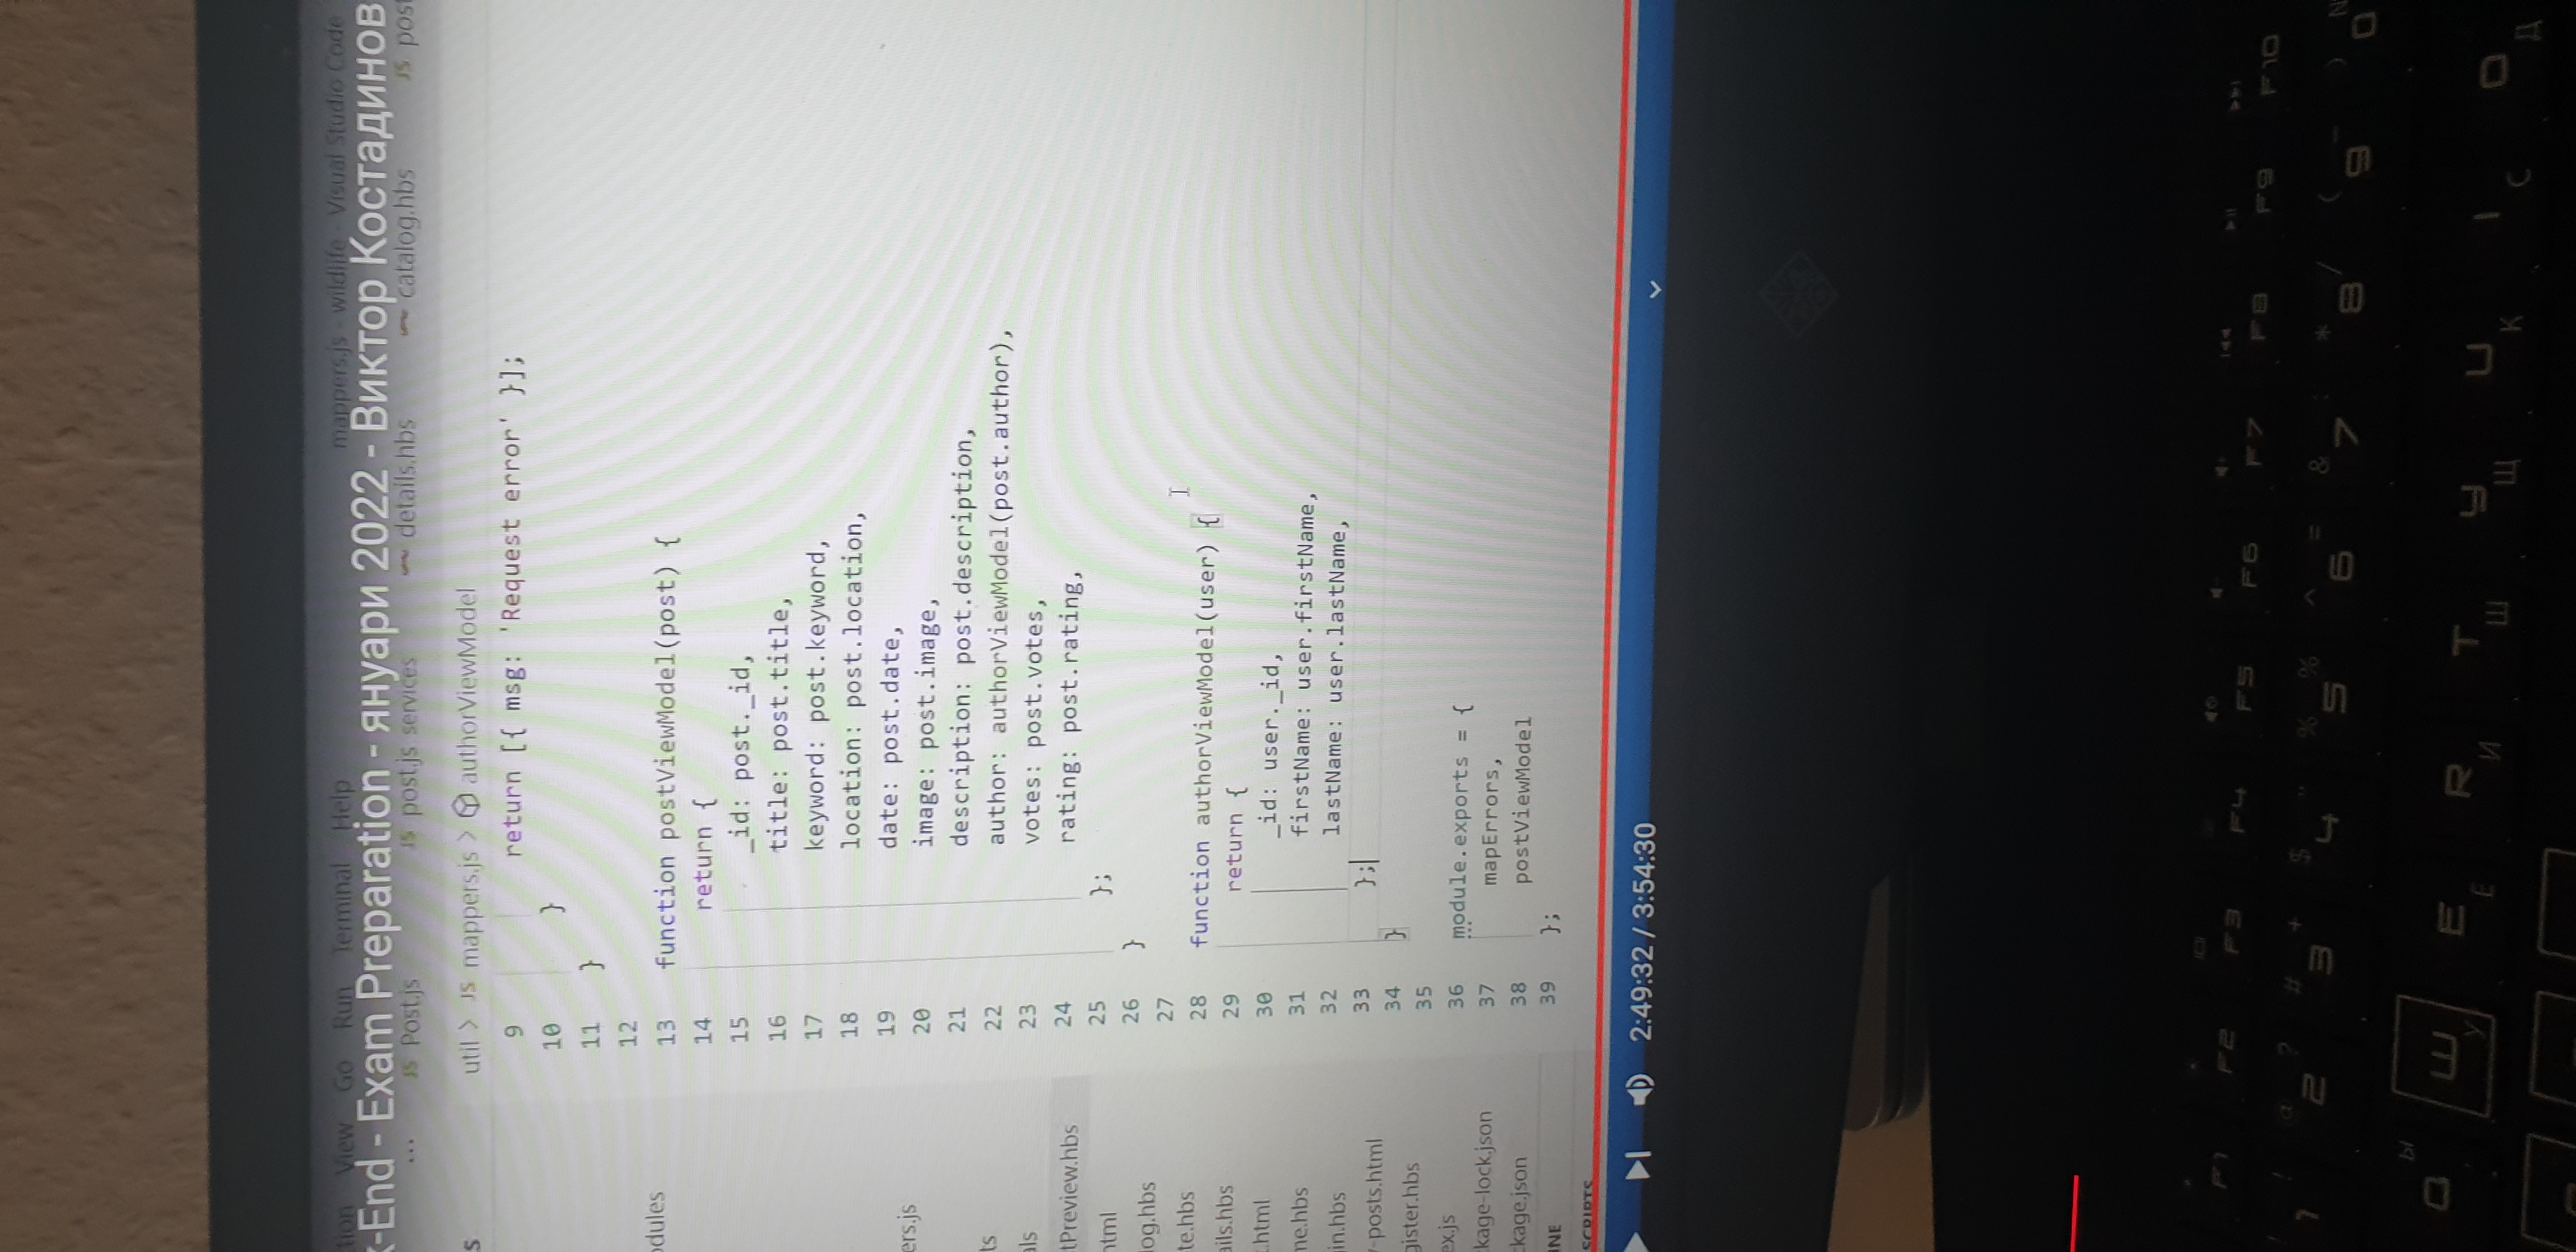 tion View Go Run Terminal Help mappers.js - wildlife - Visual Studio Code
k-End - Exam Preparation - януари 2022 - Виктор Костадинов
... JS Post.js JS post.js services details.hbs catalog.hbs JS post
s
util > JS mappers.js > authorViewModel
9 return [{ msg: 'Request error' }];
10 }
11 }
12
odules
13 function postViewModel(post) {
14 return {
15 _id: post._id,
16 title: post.title,
17 keyword: post.keyword,
18 location: post.location,
19 date: post.date,
ers.js
20 image: post.image,
21 description: post.description,
ts
22 author: authorViewModel(post.author),
als
23 votes: post.votes,
tPreview.hbs
24 rating: post.rating,
html
25 };
log.hbs
26 }
27
te.hbs
28 function authorViewModel(user) {
ails.hbs
29 return {
t.html
30 _id: user._id,
me.hbs
31 firstName: user.firstName,
gin.hbs
32 lastName: user.lastName,
y-posts.html
33 };
34 }
gister.hbs
35
ex.js
36 module.exports = {
ckage-lock.json
37 mapErrors,
ckage.json
38 postViewModel
INE
39 };
SCRIPTS
2:49:32 / 3:54:30
F1 F2 F3 F4 F5 F6 F7 F8 F9 F10
! ! @ ? # + $ " % % ^ = & : * / ( – ) N
1 2 3 4 5 6 7 8 9 0
Ы
Q Ш E R T У U I O
У Е И Ш Щ К С Д